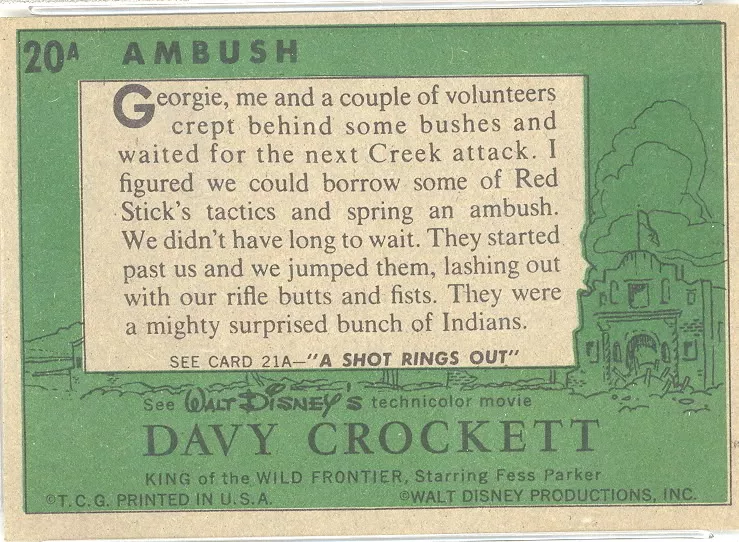 20A AMBUSH
Georgie, me and a couple of volunteers
crept behind some bushes and
waited for the next Creek attack. I
figured we could borrow some of Red
Stick's tactics and spring an ambush.
We didn't have long to wait. They started
past us and we jumped them, lashing out
with our rifle butts and fists. They were
a mighty surprised bunch of Indians.
SEE CARD 21A—"A SHOT RINGS OUT"
See WALT DISNEY'S technicolor movie
DAVY CROCKETT
KING of the WILD FRONTIER, Starring Fess Parker
©T.C.G. PRINTED IN U.S.A. ©WALT DISNEY PRODUCTIONS, INC.